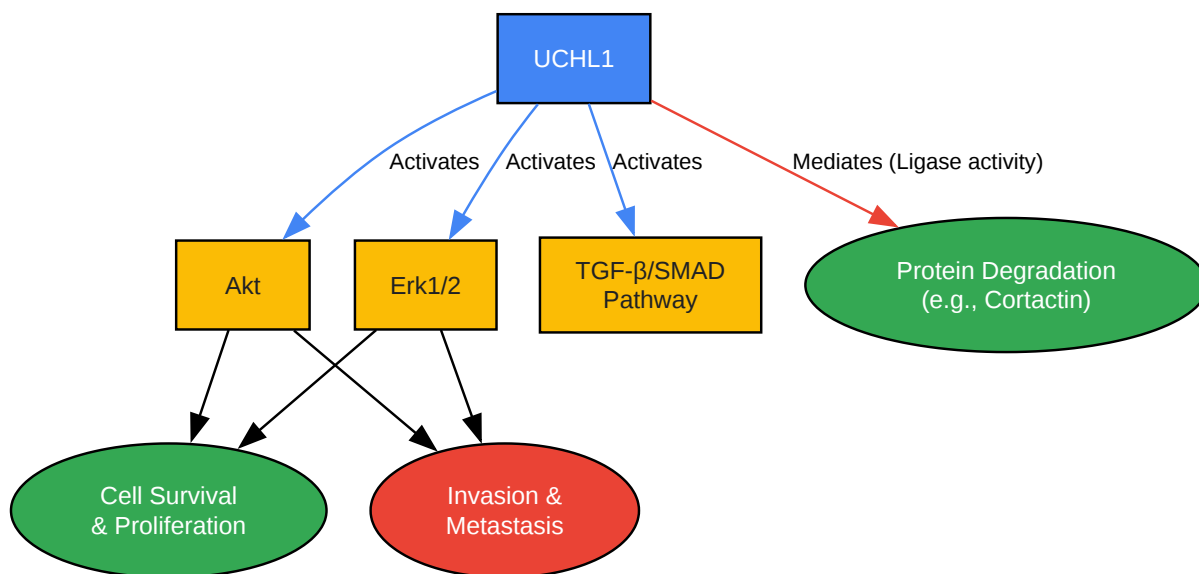 UCHL1
Activates
Activates
Activates
Mediates (Ligase activity)
Akt
Erk1/2
TGF-β/SMAD
Pathway
Protein Degradation
(e.g., Cortactin)
Cell Survival
& Proliferation
Invasion &
Metastasis